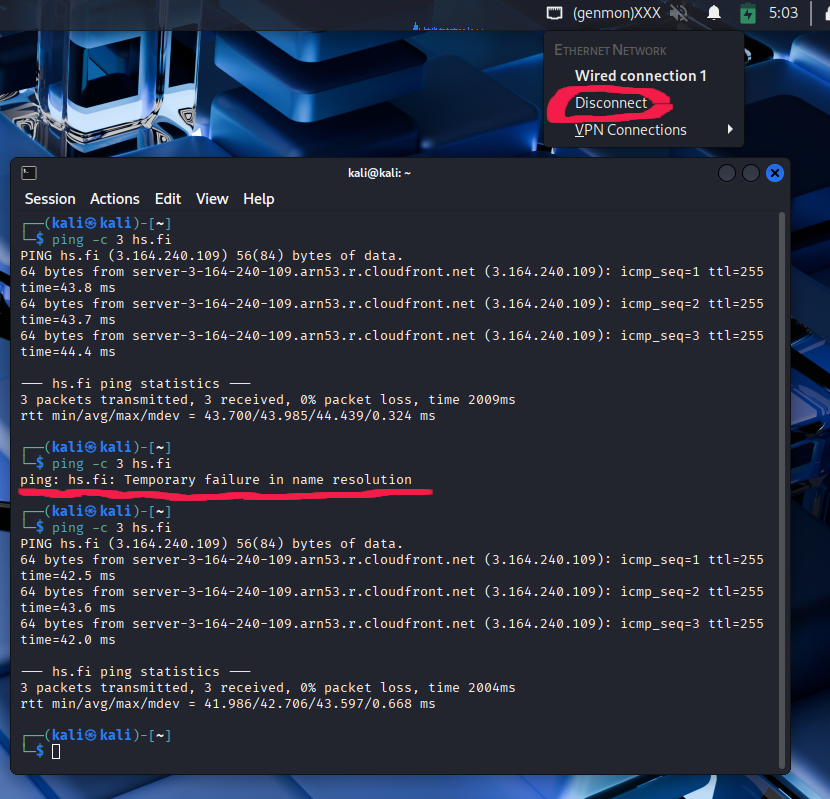 (genmon)XXX 5:03
Ethernet Network
Wired connection 1
Disconnect
VPN Connections
kali@kali: ~
Session Actions Edit View Help
┌──(kali㉿kali)-[~]
└─$ ping -c 3 hs.fi
PING hs.fi (3.164.240.109) 56(84) bytes of data.
64 bytes from server-3-164-240-109.arn53.r.cloudfront.net (3.164.240.109): icmp_seq=1 ttl=255
time=43.8 ms
64 bytes from server-3-164-240-109.arn53.r.cloudfront.net (3.164.240.109): icmp_seq=2 ttl=255
time=43.7 ms
64 bytes from server-3-164-240-109.arn53.r.cloudfront.net (3.164.240.109): icmp_seq=3 ttl=255
time=44.4 ms
--- hs.fi ping statistics ---
3 packets transmitted, 3 received, 0% packet loss, time 2009ms
rtt min/avg/max/mdev = 43.700/43.985/44.439/0.324 ms
┌──(kali㉿kali)-[~]
└─$ ping -c 3 hs.fi
ping: hs.fi: Temporary failure in name resolution
┌──(kali㉿kali)-[~]
└─$ ping -c 3 hs.fi
PING hs.fi (3.164.240.109) 56(84) bytes of data.
64 bytes from server-3-164-240-109.arn53.r.cloudfront.net (3.164.240.109): icmp_seq=1 ttl=255
time=42.5 ms
64 bytes from server-3-164-240-109.arn53.r.cloudfront.net (3.164.240.109): icmp_seq=2 ttl=255
time=43.6 ms
64 bytes from server-3-164-240-109.arn53.r.cloudfront.net (3.164.240.109): icmp_seq=3 ttl=255
time=42.0 ms
--- hs.fi ping statistics ---
3 packets transmitted, 3 received, 0% packet loss, time 2004ms
rtt min/avg/max/mdev = 41.986/42.706/43.597/0.668 ms
┌──(kali㉿kali)-[~]
└─$